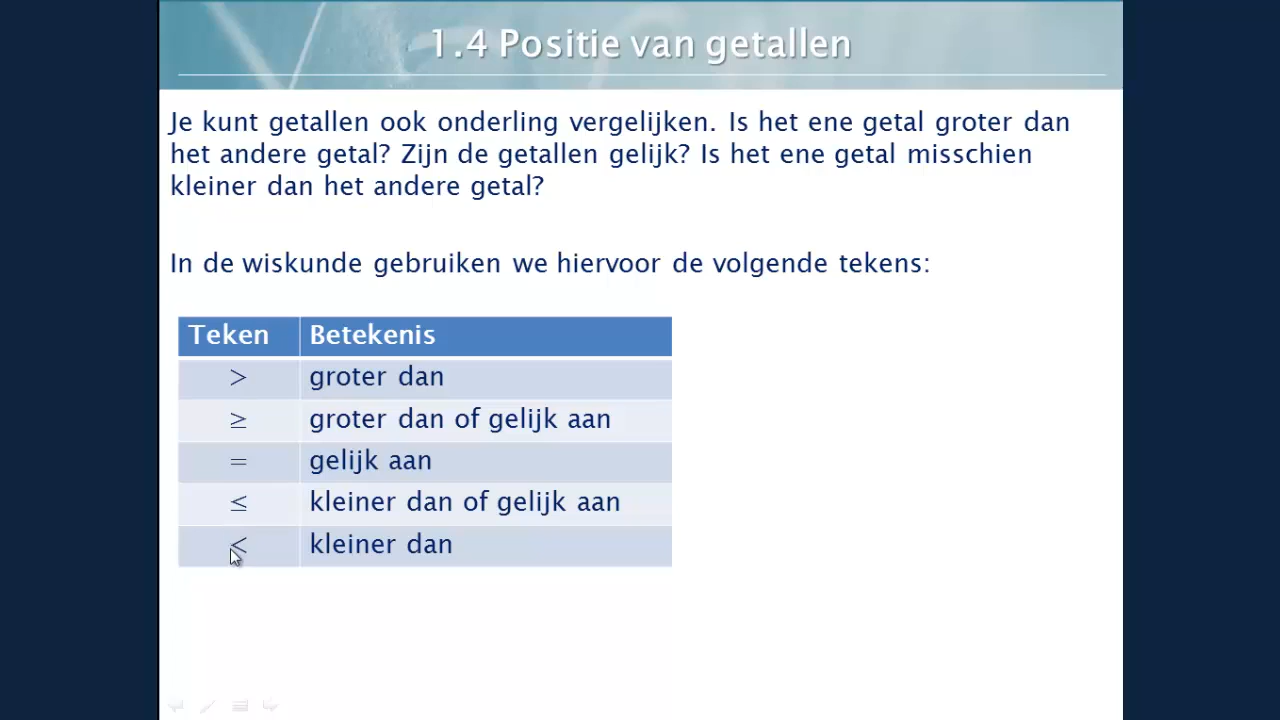 1.4 Positie van getallen
Je kunt getallen ook onderling vergelijken. Is het ene getal groter dan
het andere getal? Zijn de getallen gelijk? Is het ene getal misschien
kleiner dan het andere getal?
In de wiskunde gebruiken we hiervoor de volgende tekens:
Teken Betekenis
> groter dan
≥ groter dan of gelijk aan
= gelijk aan
≤ kleiner dan of gelijk aan
< kleiner dan